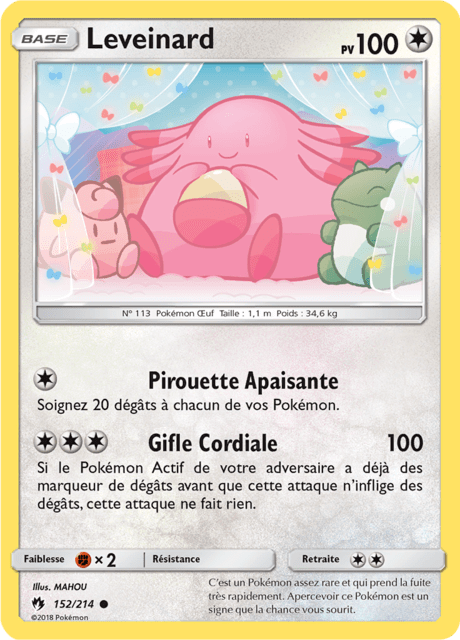 BASE Leveinard PV 100
N° 113 Pokémon Œuf Taille : 1,1 m Poids : 34,6 kg
Pirouette Apaisante
Soignez 20 dégâts à chacun de vos Pokémon.
Gifle Cordiale 100
Si le Pokémon Actif de votre adversaire a déjà des
marqueur de dégâts avant que cette attaque n'inflige des
dégâts, cette attaque ne fait rien.
Faiblesse × 2 Résistance Retraite
Illus. MAHOU
152/214
©2018 Pokémon
C'est un Pokémon assez rare et qui prend la fuite
très rapidement. Apercevoir ce Pokémon est un
signe que la chance vous sourit.